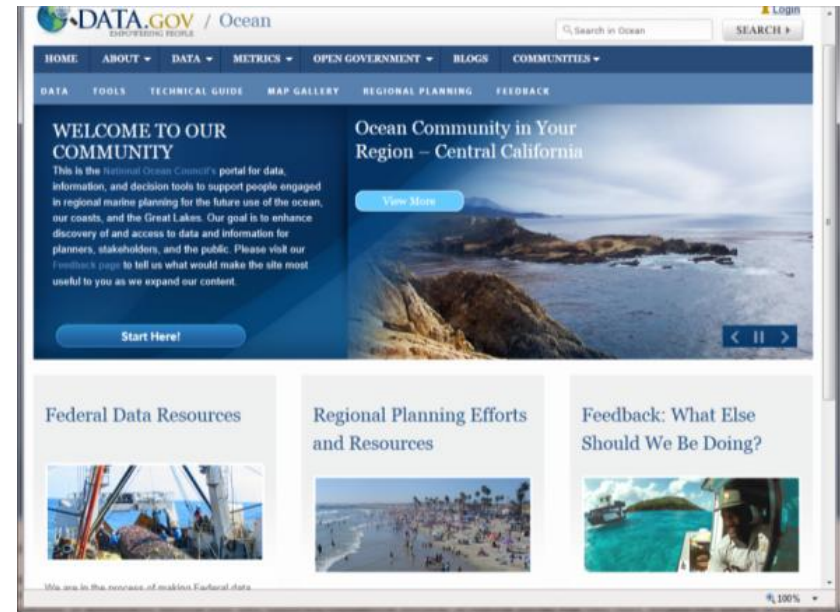 DATA.GOV / Ocean
EMPOWERING PEOPLE
Login
Search in Ocean
SEARCH
HOME ABOUT DATA METRICS OPEN GOVERNMENT BLOGS COMMUNITIES
DATA TOOLS TECHNICAL GUIDE MAP GALLERY REGIONAL PLANNING FEEDBACK
WELCOME TO OUR
COMMUNITY
This is the National Ocean Council's portal for data,
information, and decision tools to support people engaged
in regional marine planning for the future use of the ocean,
our coasts, and the Great Lakes. Our goal is to enhance
discovery of and access to data and information for
planners, stakeholders, and the public. Please visit our
Feedback page to tell us what would make the site most
useful to you as we expand our content.
Start Here!
Ocean Community in Your
Region – Central California
View More
Federal Data Resources
Regional Planning Efforts
and Resources
Feedback: What Else
Should We Be Doing?
We are in the process of making Federal data
100%